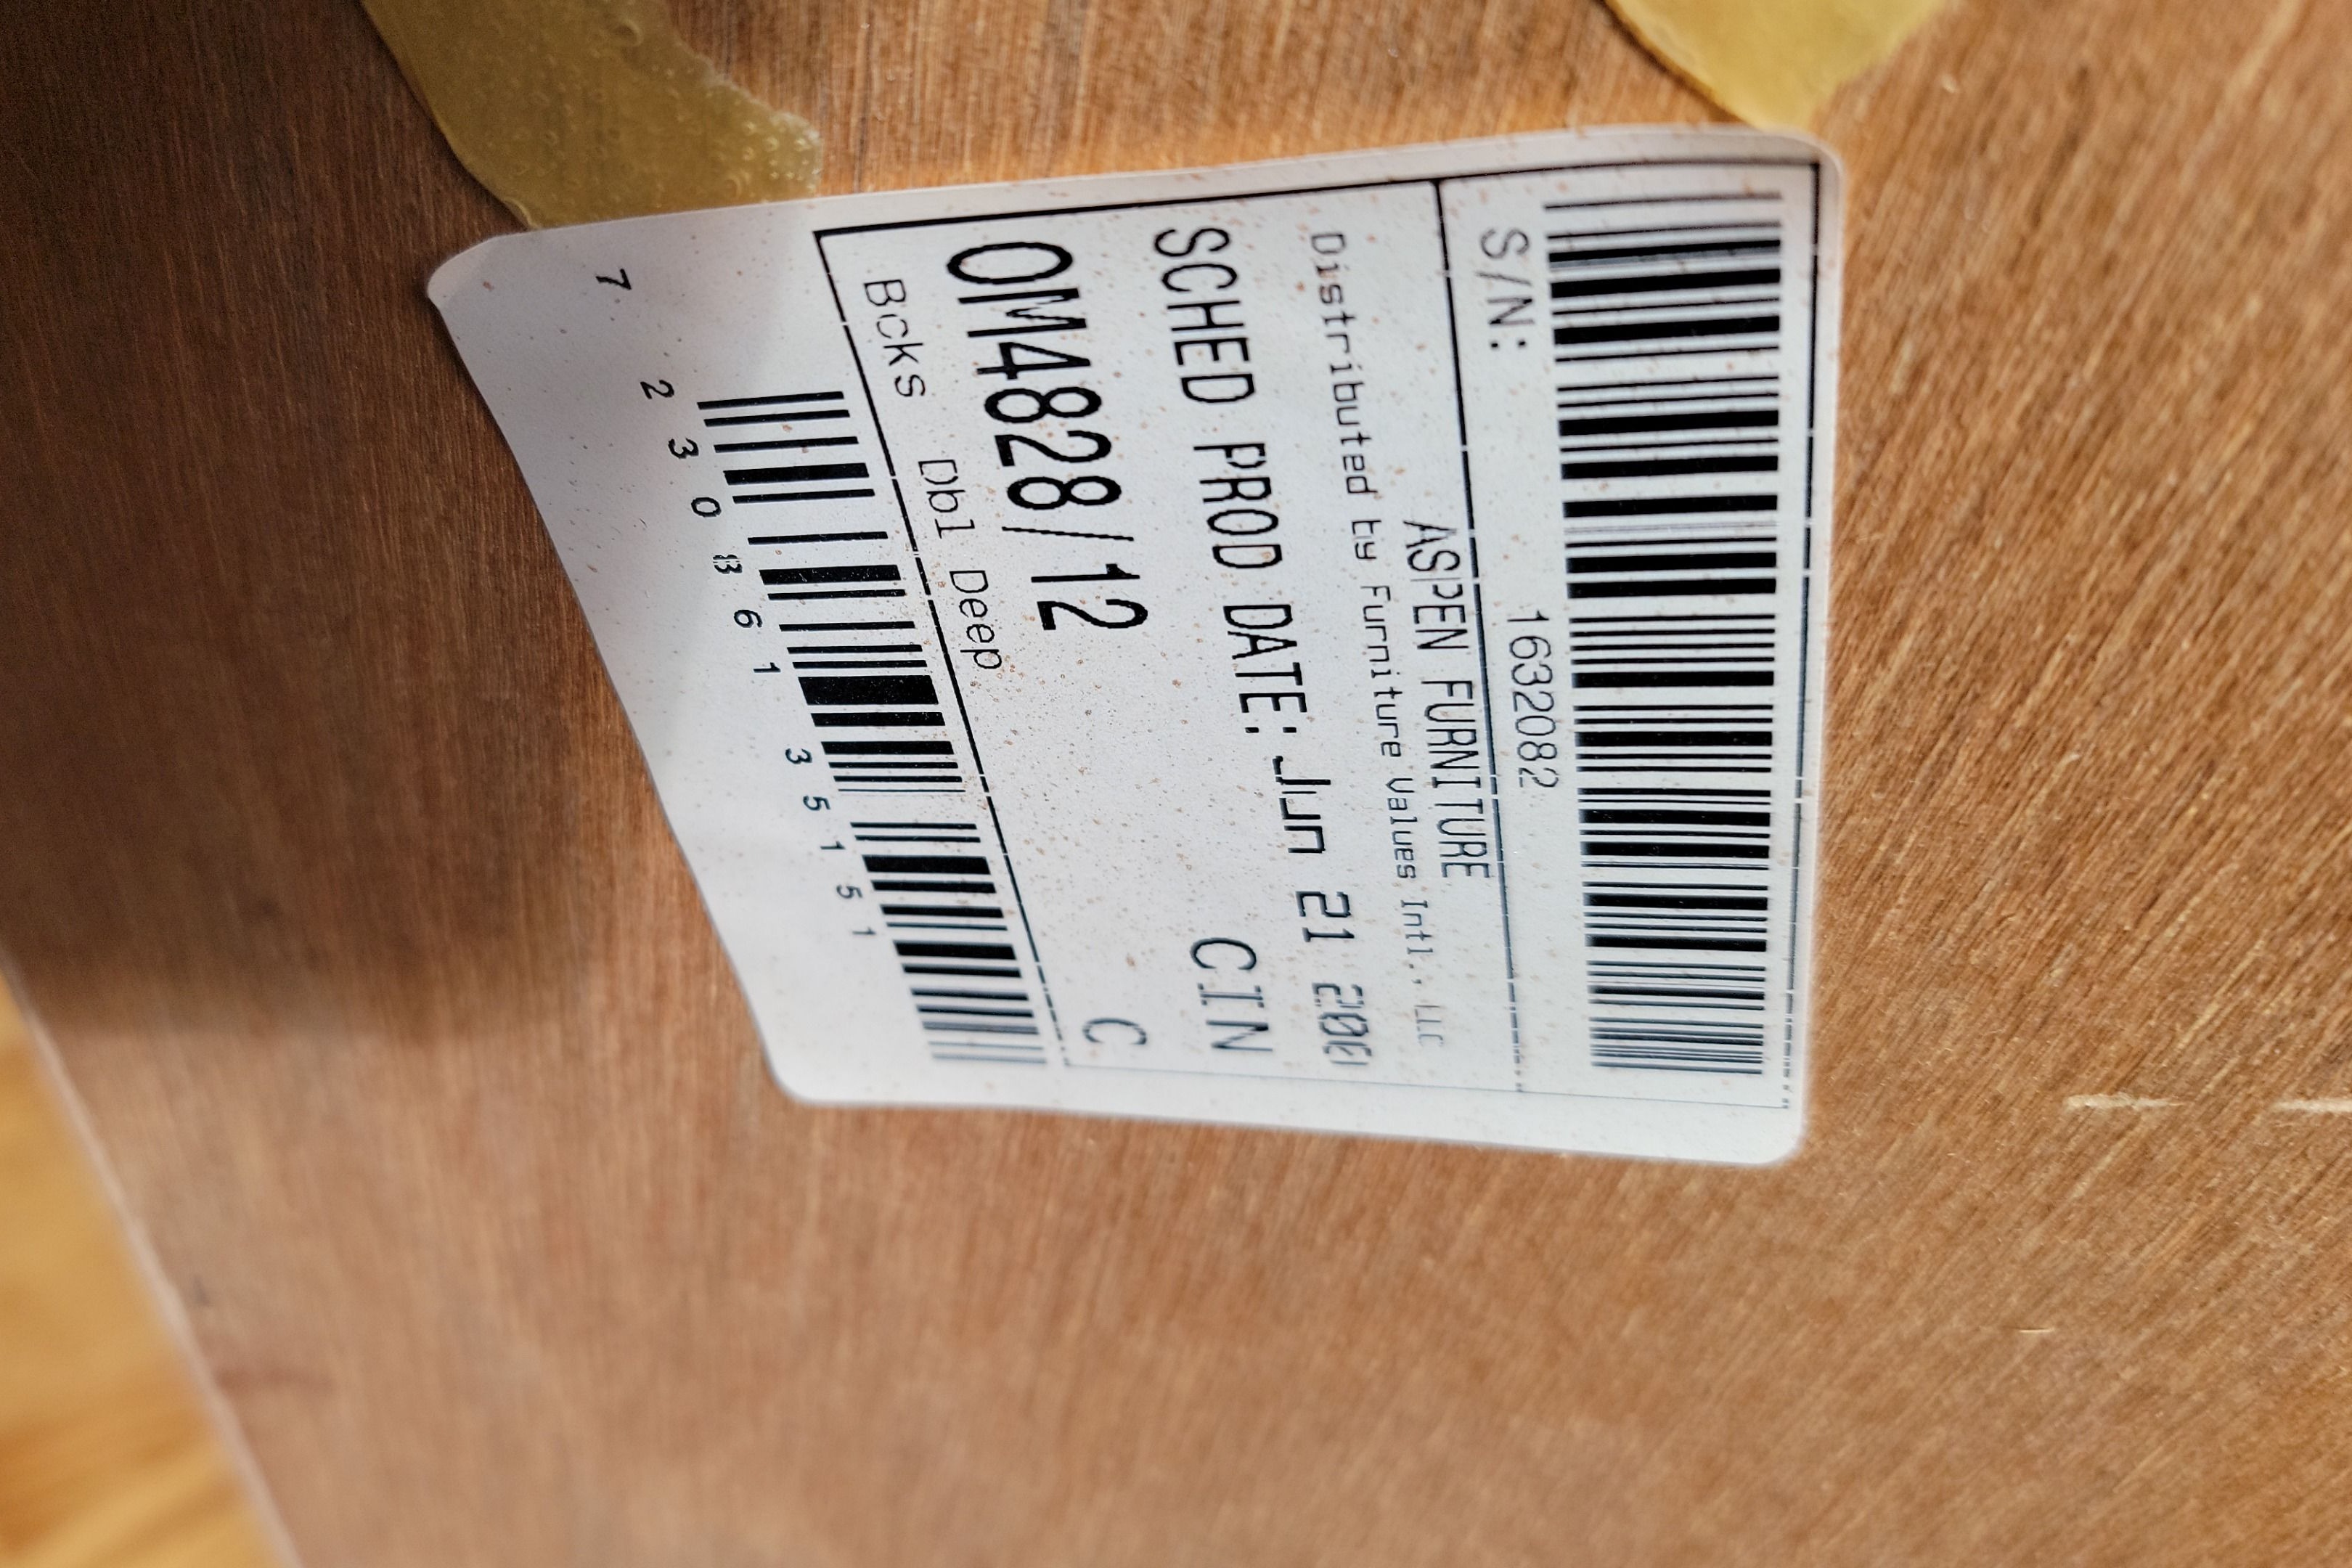 S/N: 1632082
ASPEN FURNITURE
Distributed by Furniture Values Intl., LLC
SCHED PROD DATE: Jun 21
OM4828/12 CIN
Bcks Dbl Deep C
7 2 3 0 8 6 1 3 5 1 5 1